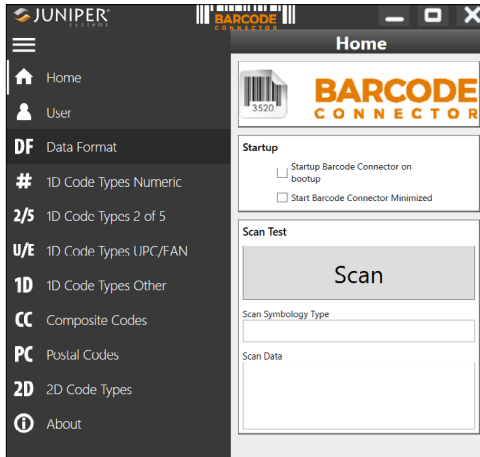 JUNIPER
systems
BARCODE
CONNECTOR
Home
Home
User
DF Data Format
# 1D Code Types Numeric
2/5 1D Code Types 2 of 5
U/E 1D Code Types UPC/EAN
1D 1D Code Types Other
CC Composite Codes
PC Postal Codes
2D 2D Code Types
About
3520
BARCODE
CONNECTOR
Startup
Startup Barcode Connector on
bootup
Start Barcode Connector Minimized
Scan Test
Scan
Scan Symbology Type
Scan Data